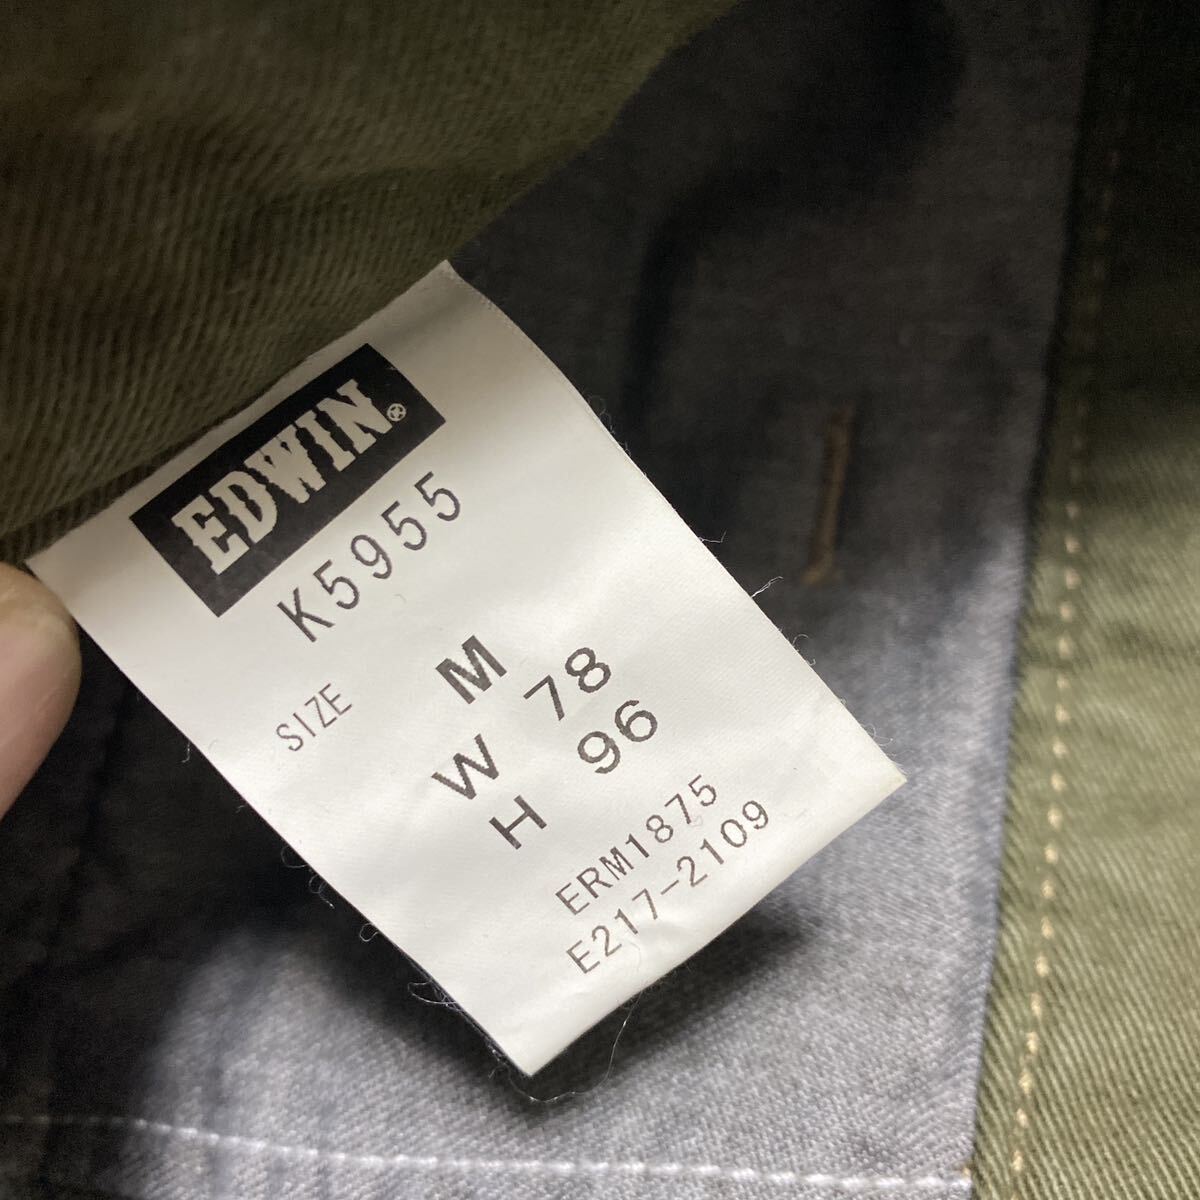 EDWIN®
K5955
SIZE M
W 78
H 96
ERM1875
E217-2109